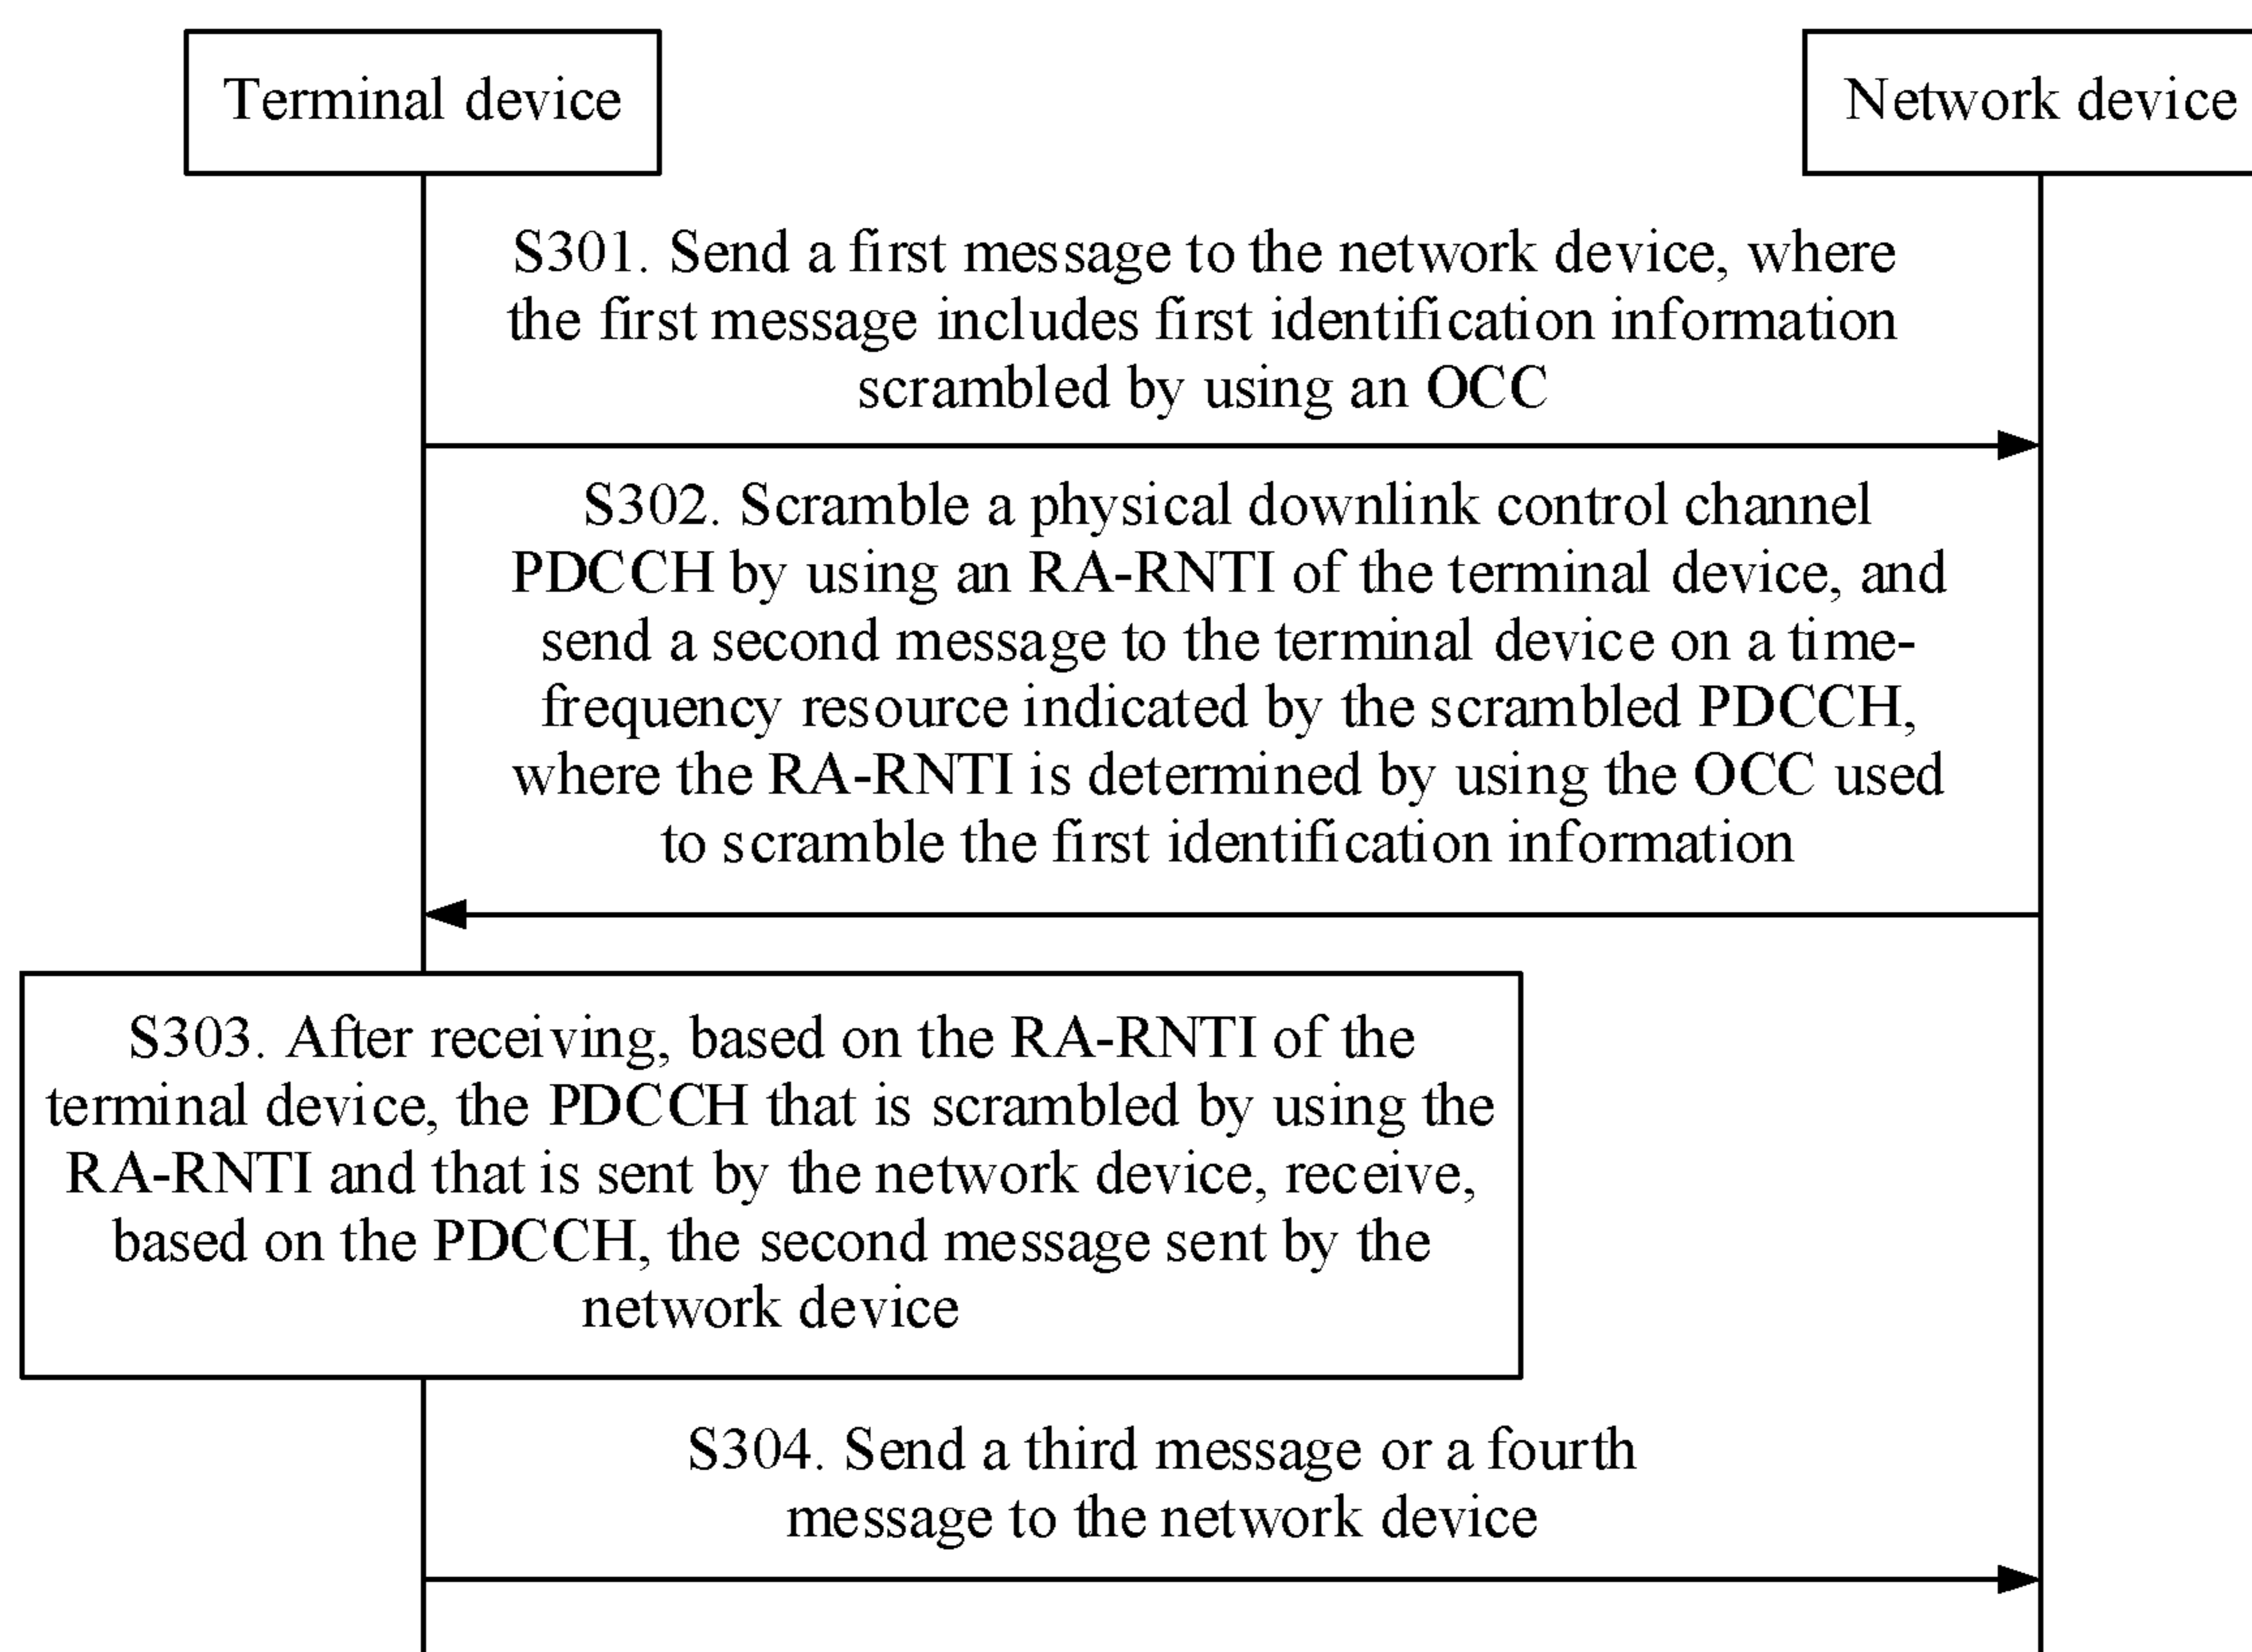 Terminal device
Network device
S301. Send a first message to the network device, where
the first message includes first identification information
scrambled by using an OCC
S302. Scramble a physical downlink control channel
PDCCH by using an RA-RNTI of the terminal device, and
send a second message to the terminal device on a time-
frequency resource indicated by the scrambled PDCCH,
where the RA-RNTI is determined by using the OCC used
to scramble the first identification information
S303. After receiving, based on the RA-RNTI of the
terminal device, the PDCCH that is scrambled by using the
RA-RNTI and that is sent by the network device, receive,
based on the PDCCH, the second message sent by the
network device
S304. Send a third message or a fourth
message to the network device